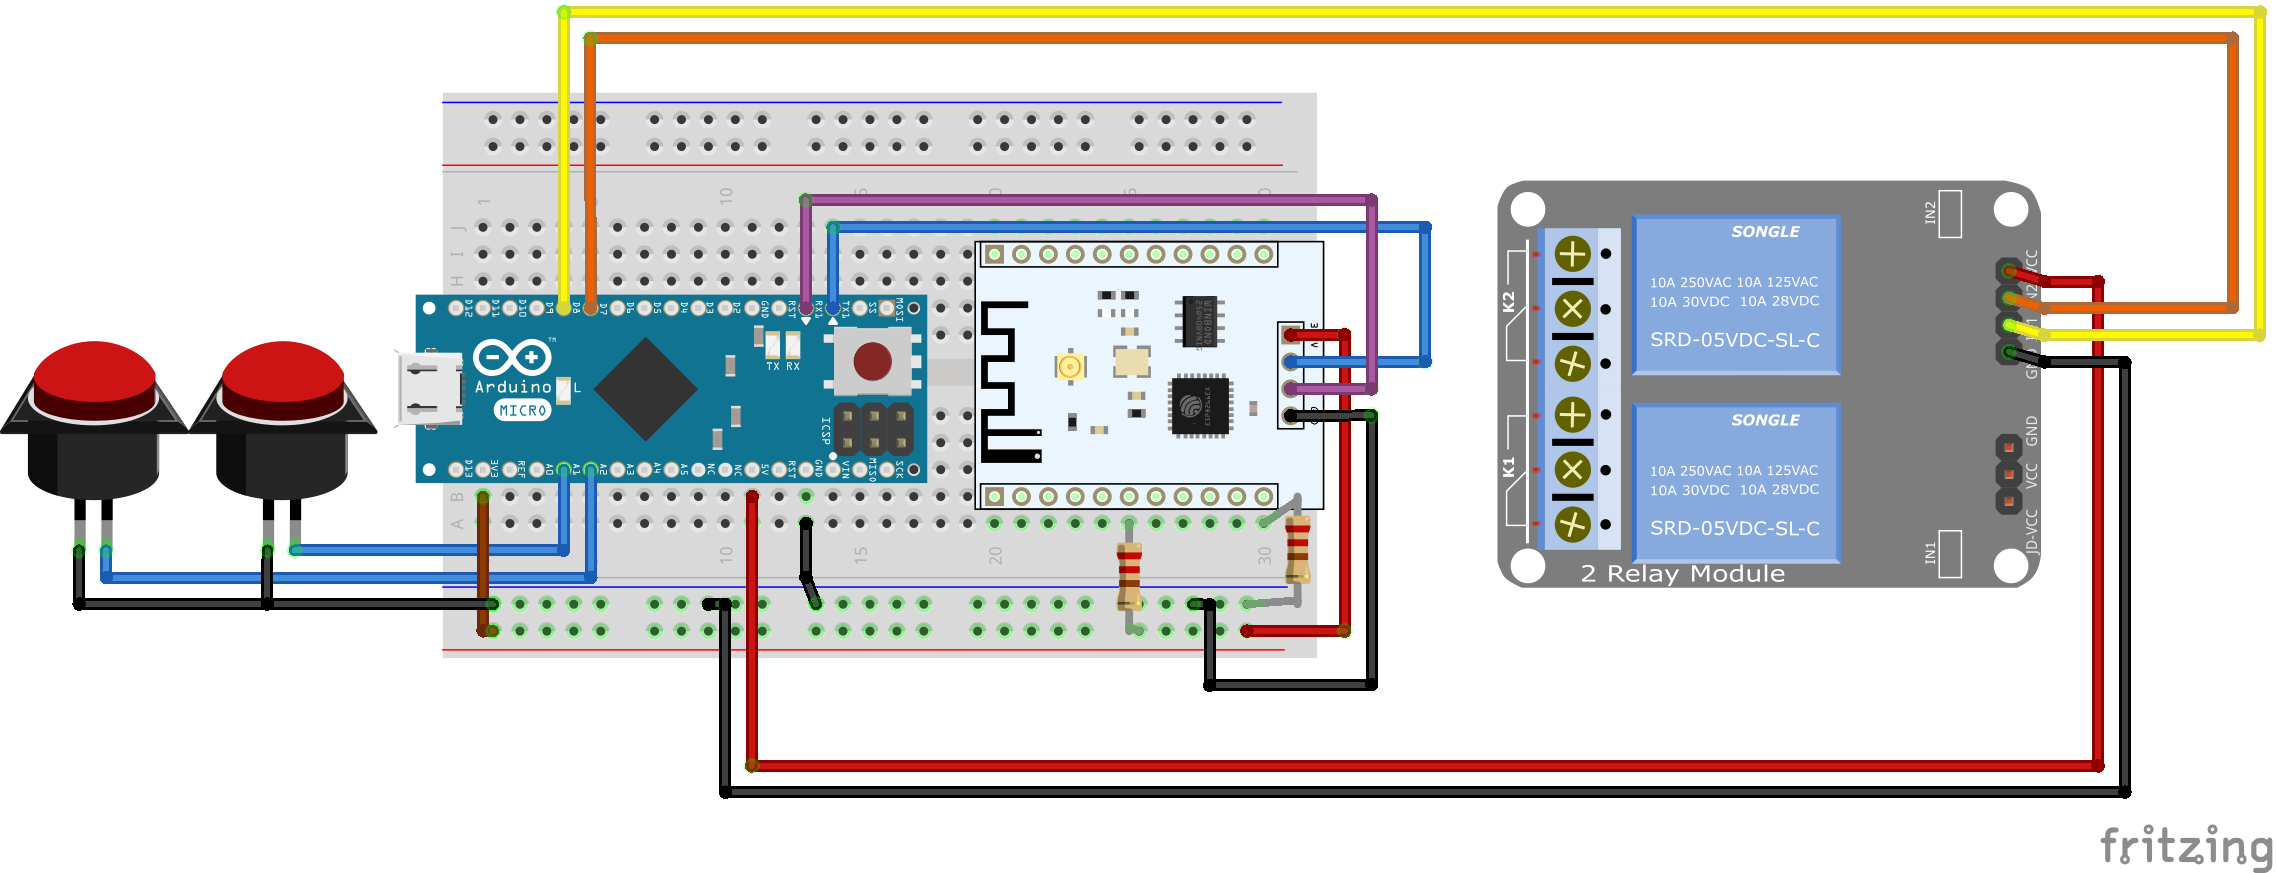 1
10
15
20
30
J
I
H
B
A
10
15
20
30
D12
D11
D10
D9
D8
D7
D6
D5
D4
D3
D2
GND
RST
RX1
TX1
SS
MOSI
Arduino
TM
MICRO
L
TX RX
ICSP
D13
3V3
REF
A0
A1
A2
A3
A4
A5
NC
NC
5V
RST
GND
VIN
MISO
SCK
WINBOND
ESP8266EX
K2
K1
SONGLE
10A 250VAC 10A 125VAC
10A 30VDC 10A 28VDC
SRD-05VDC-SL-C
SONGLE
10A 250VAC 10A 125VAC
10A 30VDC 10A 28VDC
SRD-05VDC-SL-C
2 Relay Module
IN2
IN1
VCC
GND
VCC
JD-VCC
fritzing